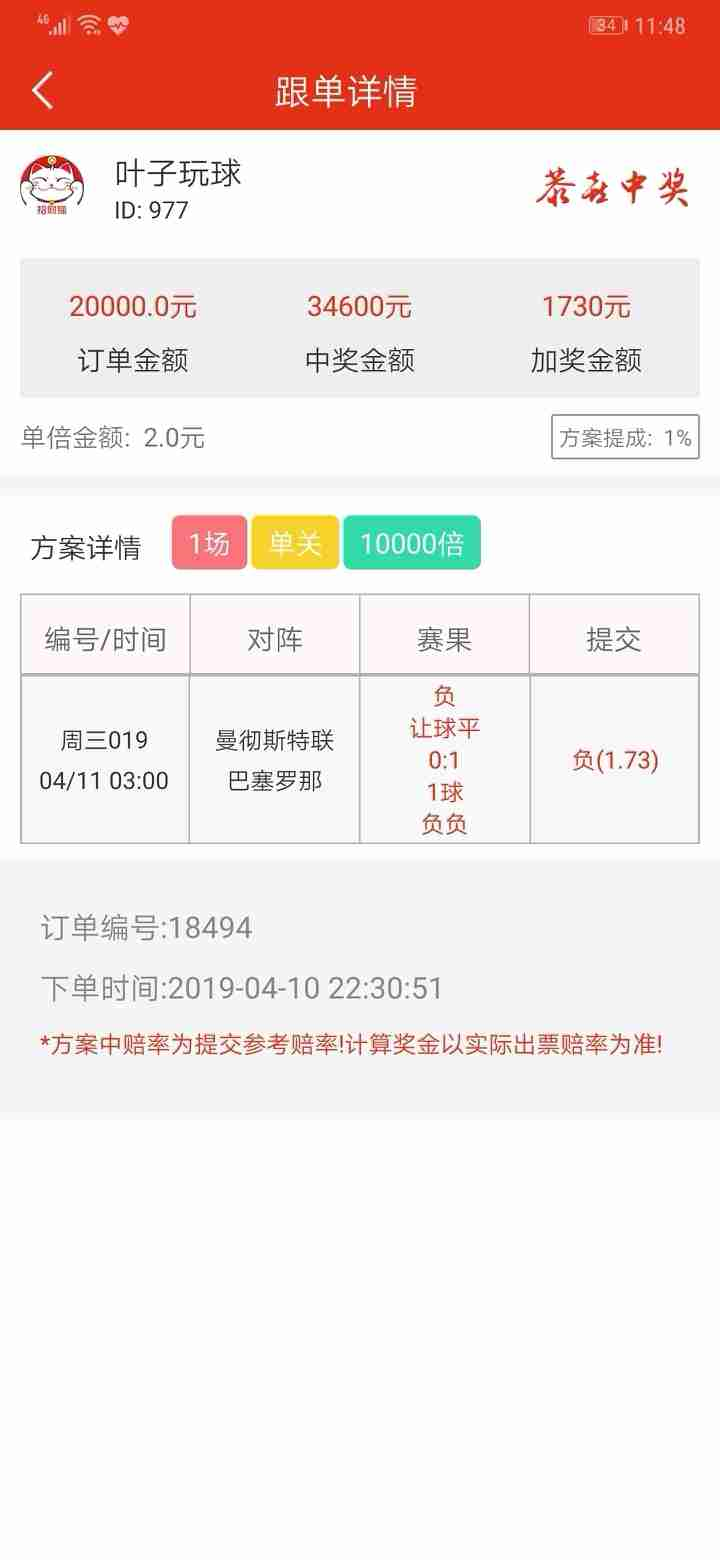 4G
34 11:48
跟单详情
叶子玩球
ID: 977
恭喜中奖
招财猫
20000.0元 34600元 1730元
订单金额 中奖金额 加奖金额
单倍金额: 2.0元 方案提成: 1%
方案详情 1场 单关 10000倍
编号/时间 对阵 赛果 提交
周三019
04/11 03:00
曼彻斯特联
巴塞罗那
负
让球平
0:1
1球
负负
负(1.73)
订单编号:18494
下单时间:2019-04-10 22:30:51
*方案中赔率为提交参考赔率!计算奖金以实际出票赔率为准!